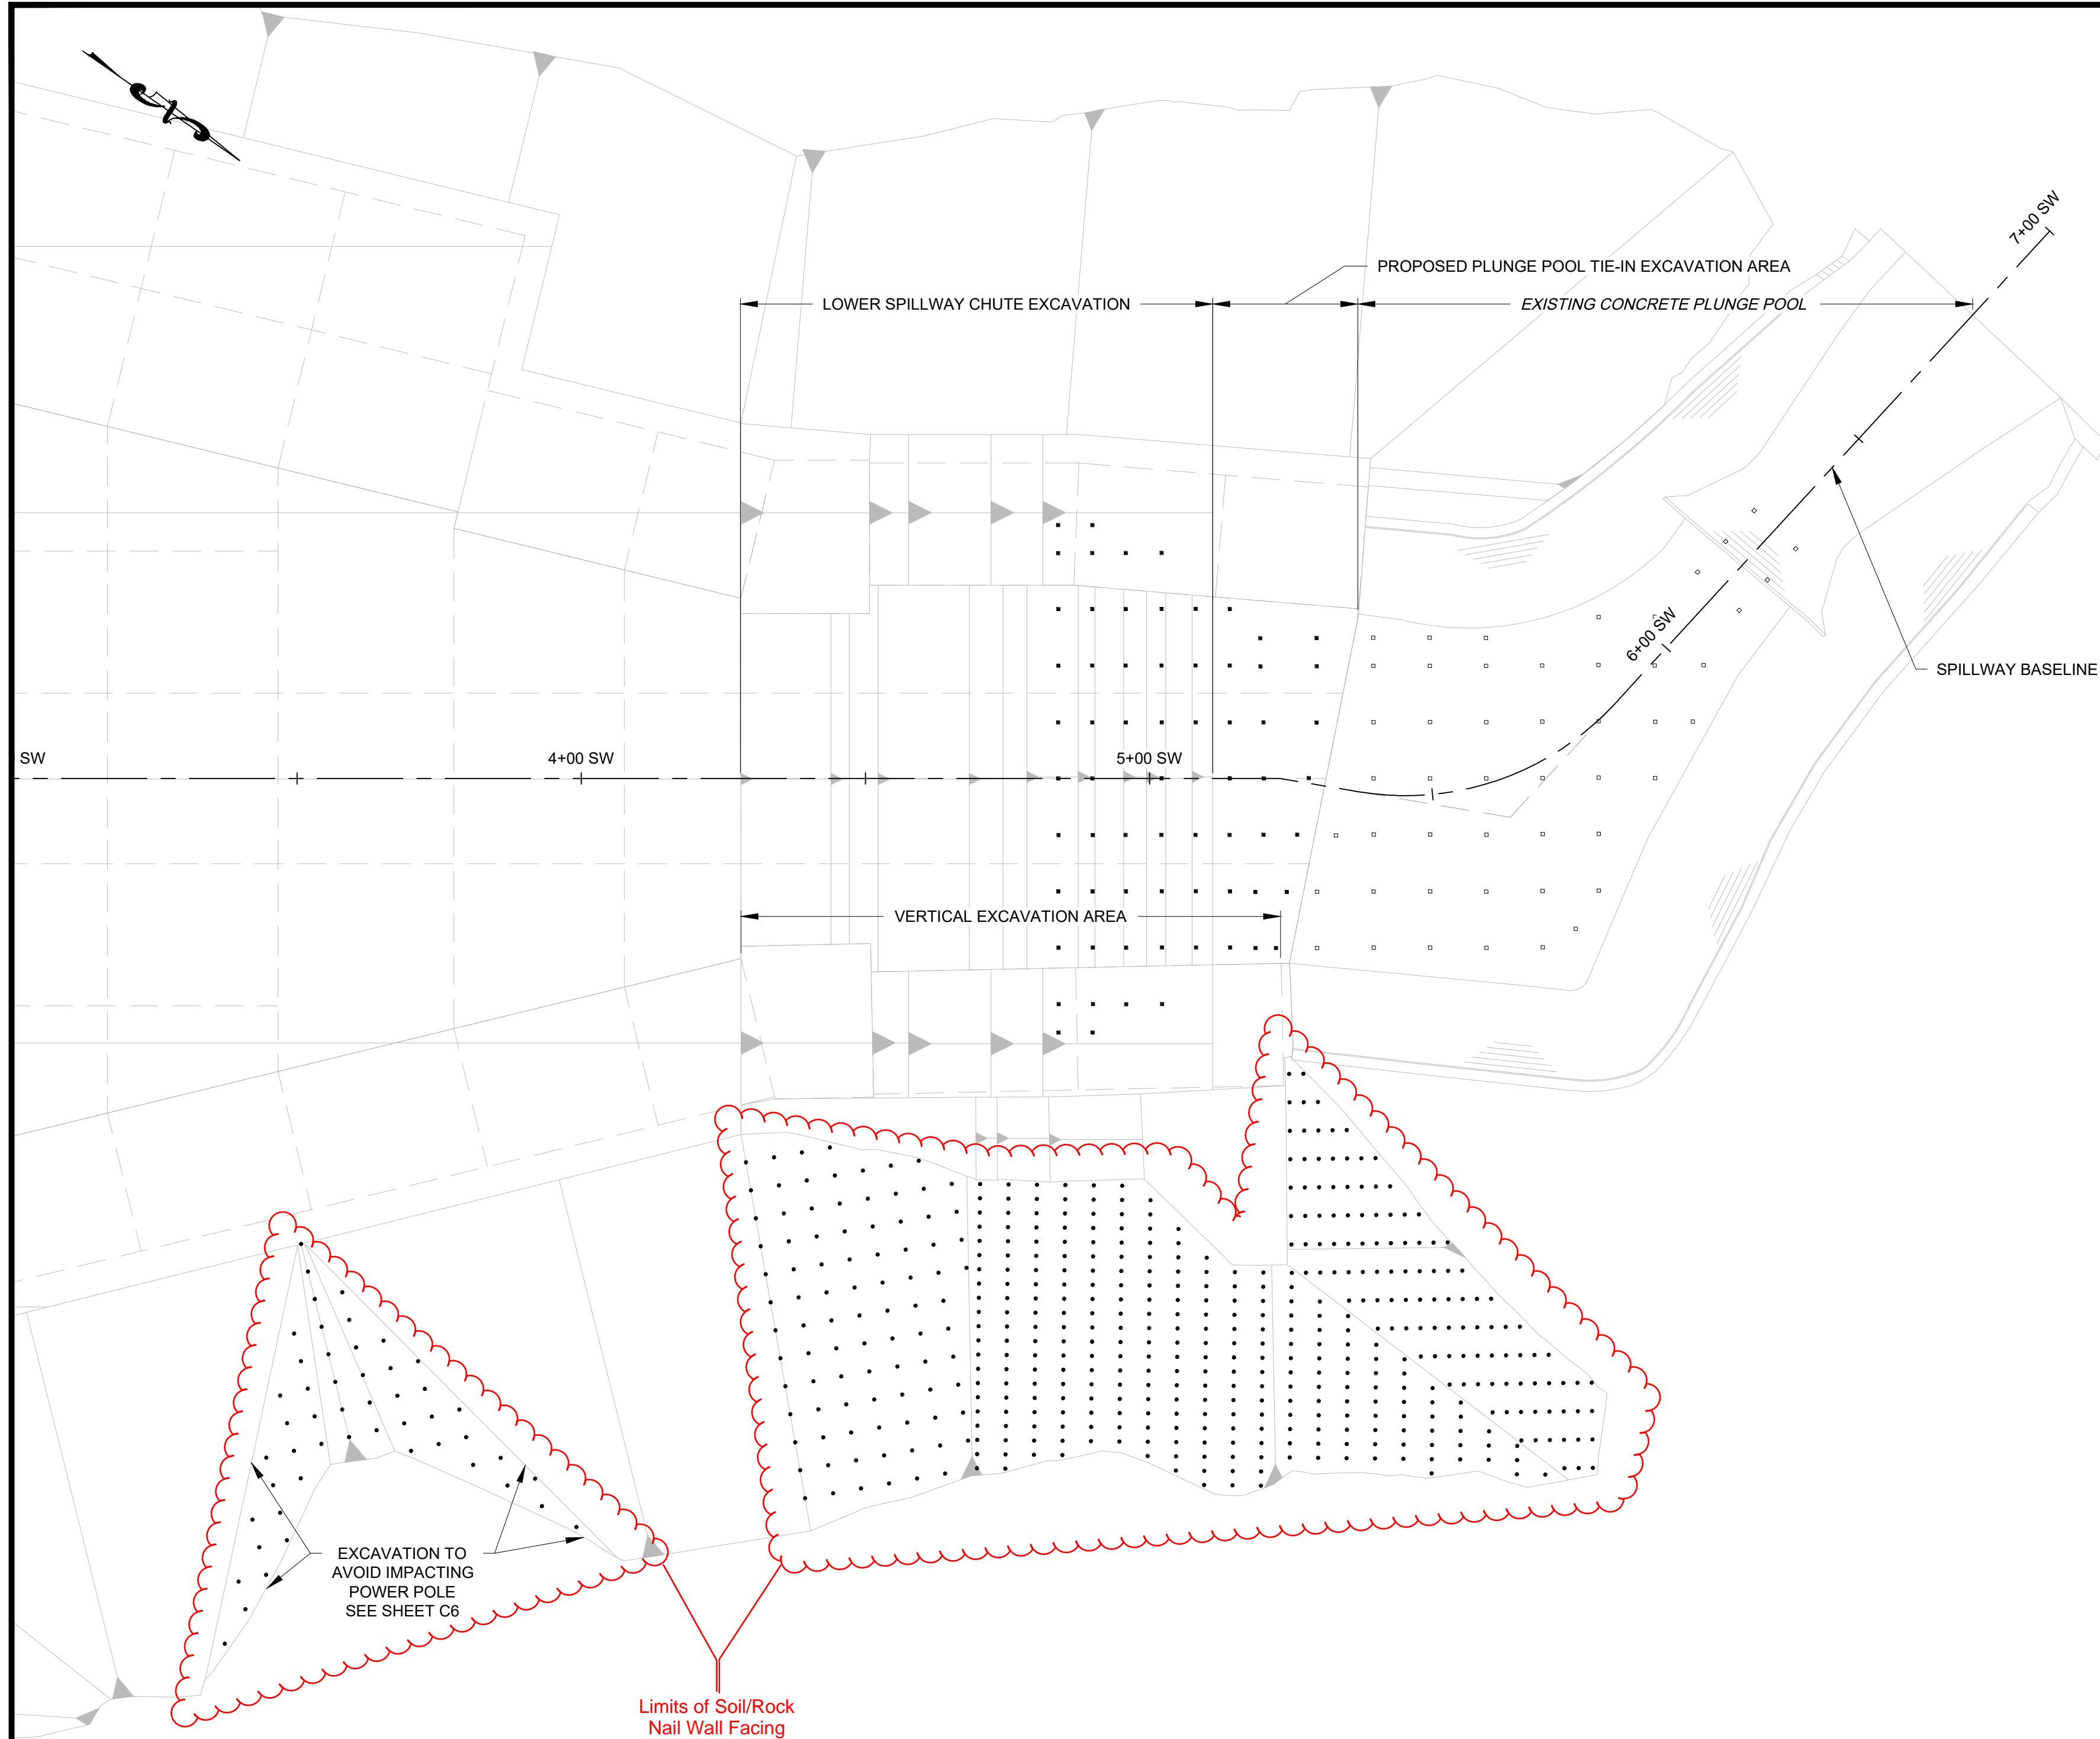 7+00 SW
PROPOSED PLUNGE POOL TIE-IN EXCAVATION AREA
LOWER SPILLWAY CHUTE EXCAVATION
EXISTING CONCRETE PLUNGE POOL
6+00 SW
SPILLWAY BASELINE
SW
4+00 SW
5+00 SW
VERTICAL EXCAVATION AREA
EXCAVATION TO
AVOID IMPACTING
POWER POLE
SEE SHEET C6
Limits of Soil/Rock
Nail Wall Facing